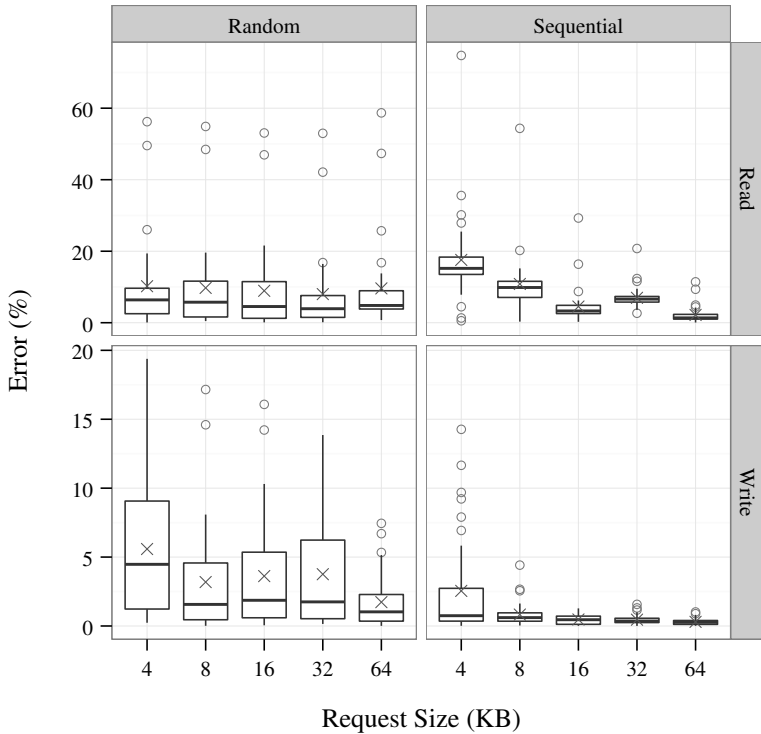 Random Sequential
60
40
20
0
Read
20
15
10
5
0
Write
4 8 16 32 64 4 8 16 32 64
Error (%)
Request Size (KB)